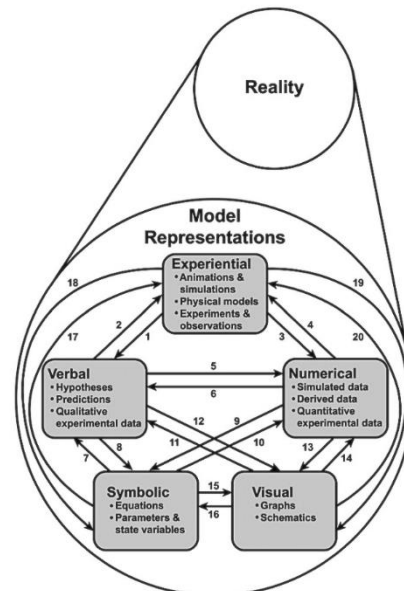 Reality
Model
Representations
Experiential
• Animations &
simulations
• Physical models
• Experiments &
observations
18
19
17
2
1
4
3
20
Verbal
• Hypotheses
• Predictions
• Qualitative
experimental data
5
6
Numerical
• Simulated data
• Derived data
• Quantitative
experimental data
12
9
11
10
7
8
13
14
Symbolic
• Equations
• Parameters &
state variables
15
16
Visual
• Graphs
• Schematics